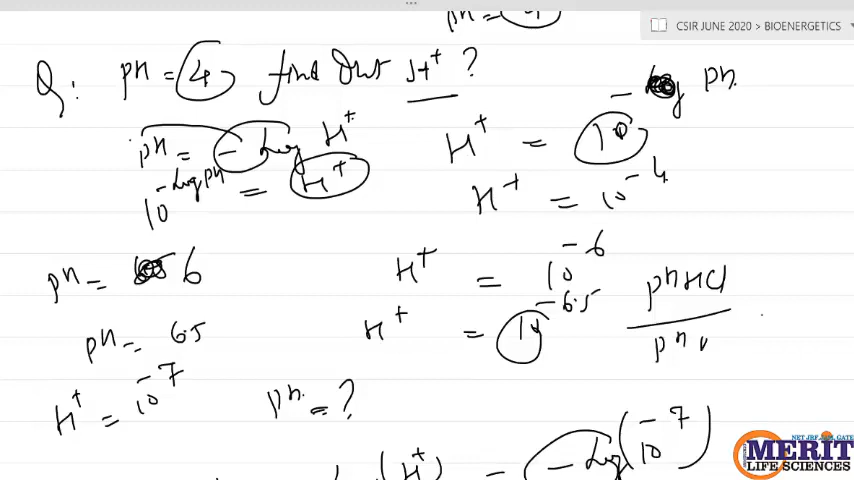 pH = 4
CSIR JUNE 2020 > BIOENERGETICS
Q: pH = 4 find out H⁺ ?
pH = - log H⁺
10^-log pH = H⁺
- log pH
H⁺ = 10
H⁺ = 10^-4
pH = 6 H⁺ = 10^-6
pH = 6.5 H⁺ = 10^-6.5
pH HCl
pH
H⁺ = 10^-7 pH = ?
(H⁺) = - log (10^-7)
NET JRF, GATE
MERIT
LIFE SCIENCES